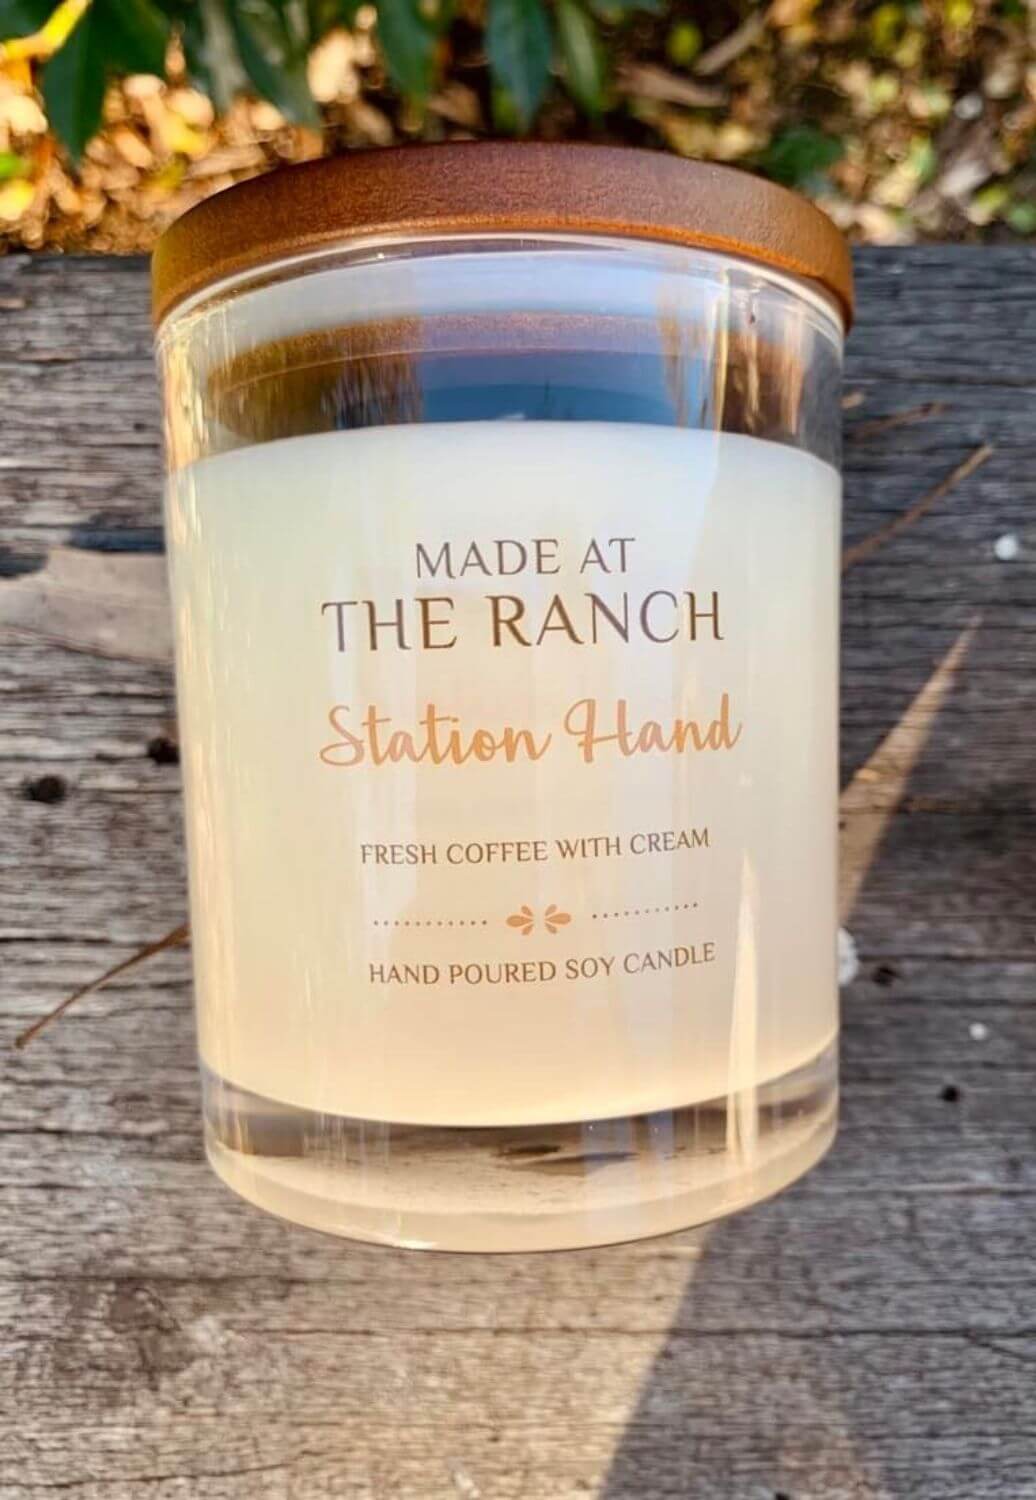 MADE AT
THE RANCH
Station Hand
FRESH COFFEE WITH CREAM
HAND POURED SOY CANDLE